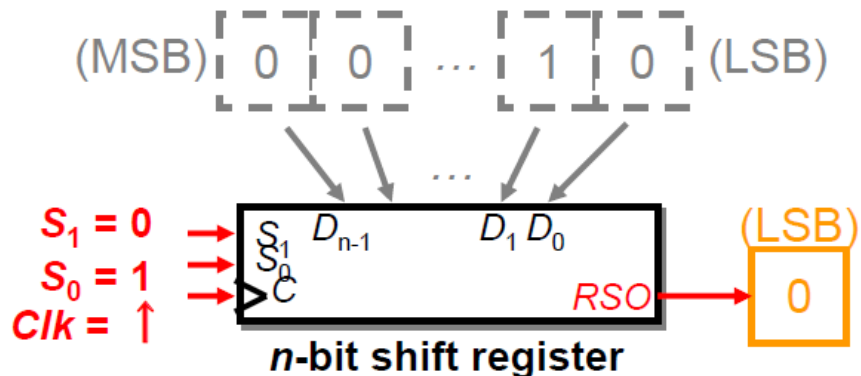 (MSB) 0 0 ... 1 0 (LSB)
...
S₁ = 0
S₀ = 1
Clk = ↑
S₁ Dₙ₋₁ D₁ D₀
S₀
C
RSO
(LSB)
0
n-bit shift register